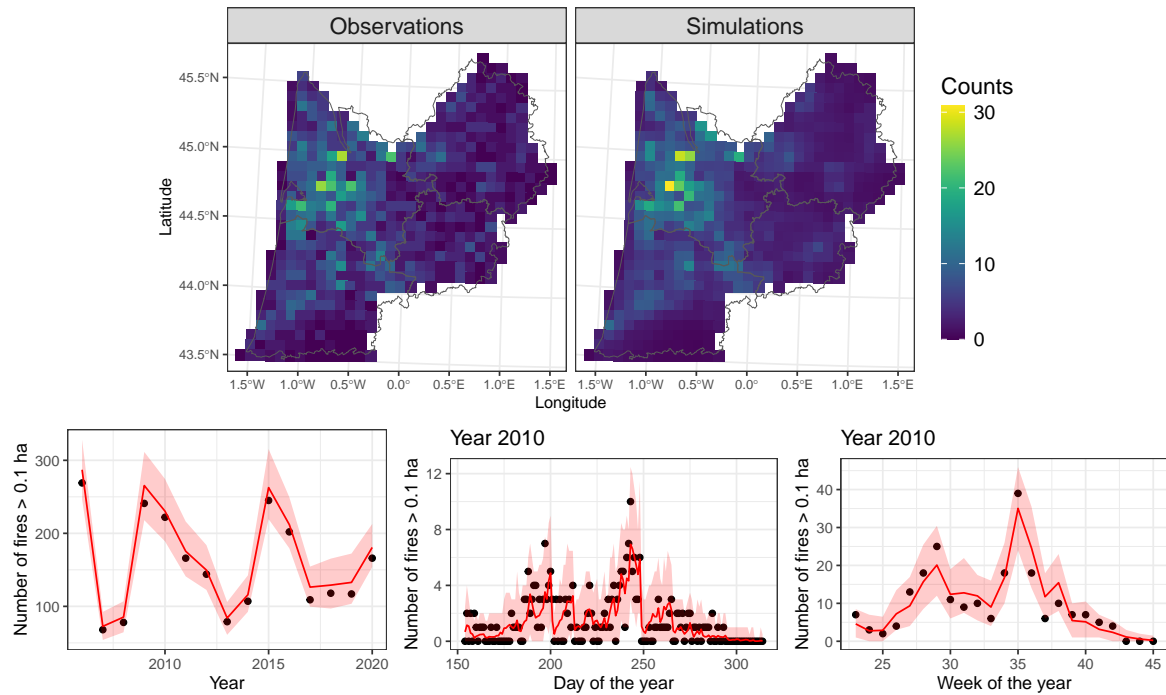 Observations
Simulations
45.5°N
45.0°N
44.5°N
44.0°N
43.5°N
Latitude
1.5°W
1.0°W
0.5°W
0.0°
0.5°E
1.0°E
1.5°E
1.5°W
1.0°W
0.5°W
0.0°
0.5°E
1.0°E
1.5°E
Longitude
Counts
30
20
10
0
Number of fires > 0.1 ha
300
200
100
2010
2015
2020
Year
Year 2010
Number of fires > 0.1 ha
12
8
4
0
150
200
250
300
Day of the year
Year 2010
Number of fires > 0.1 ha
40
30
20
10
0
25
30
35
40
45
Week of the year